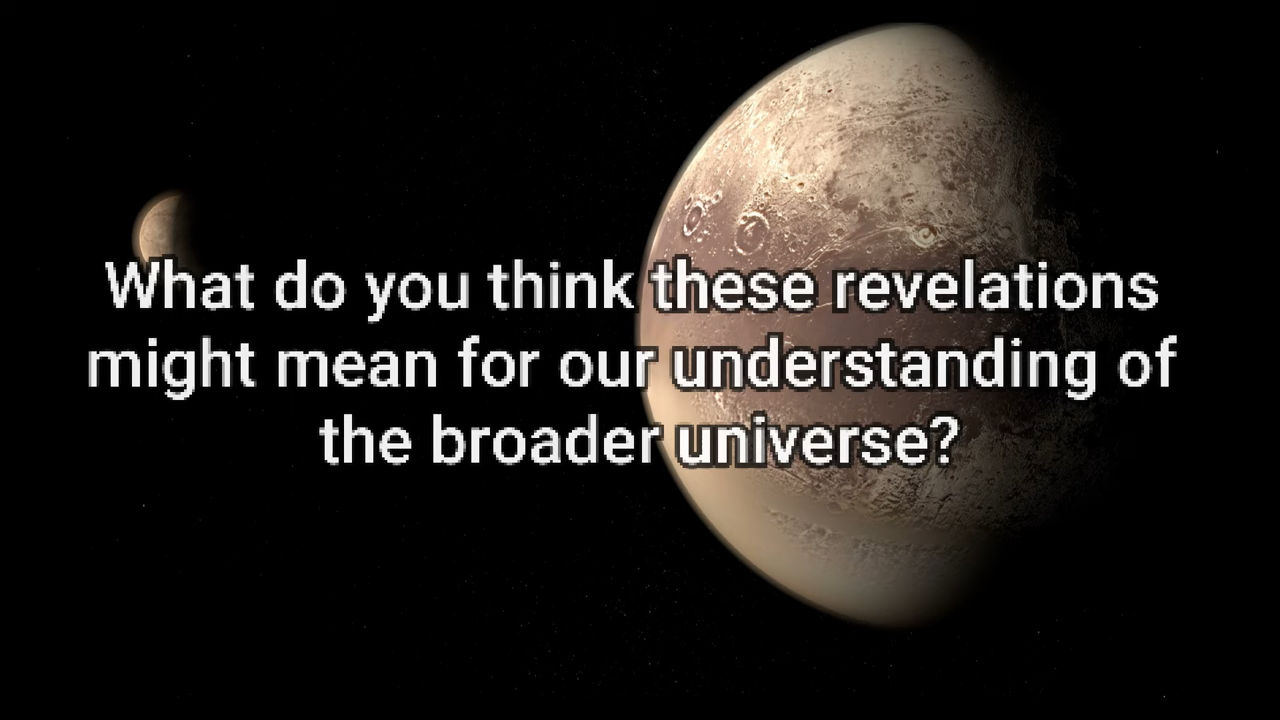 What do you think these revelations
might mean for our understanding of
the broader universe?